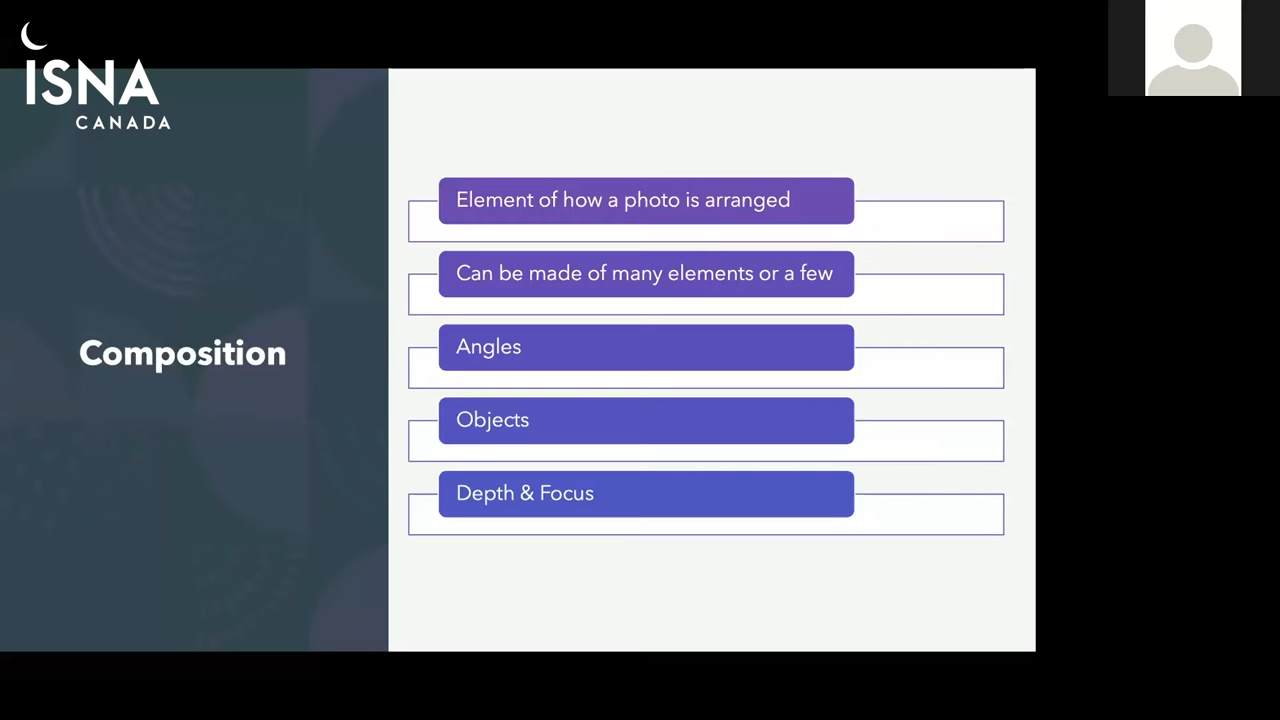 ISNA
CANADA
Composition
Element of how a photo is arranged
Can be made of many elements or a few
Angles
Objects
Depth & Focus